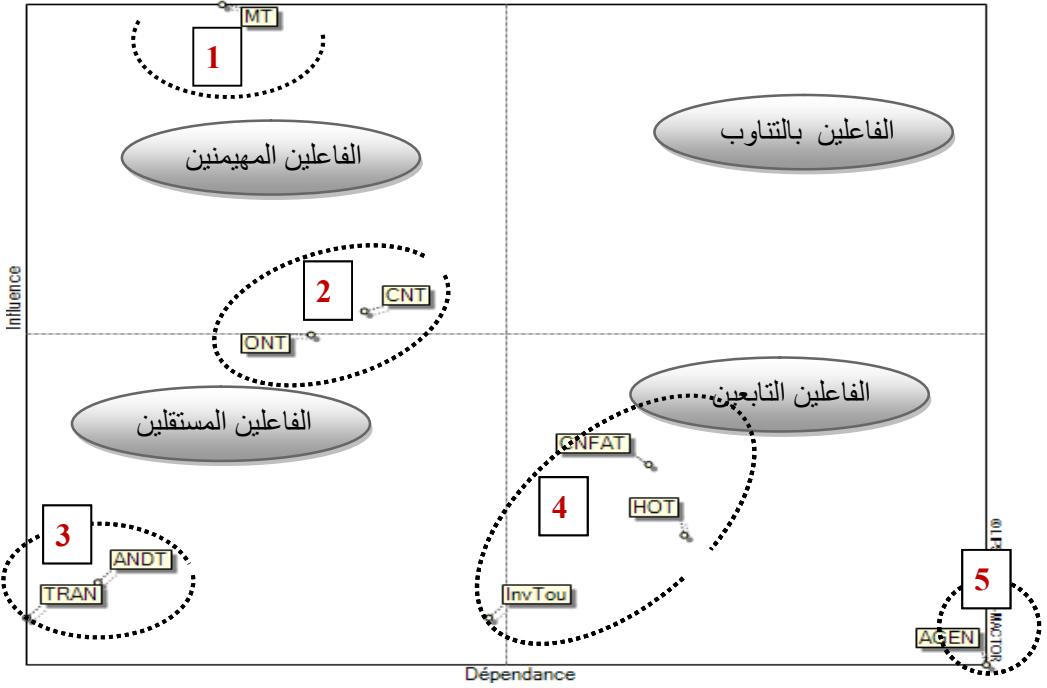 MT
1
الفاعلين بالتناوب
الفاعلين المهيمنين
Influence
2
CNT
ONT
الفاعلين التابعين
الفاعلين المستقلين
CNFAT
4
HOT
3
ANDT
TRAN
InvTou
5
AGEN
MACTOR
Dépendance